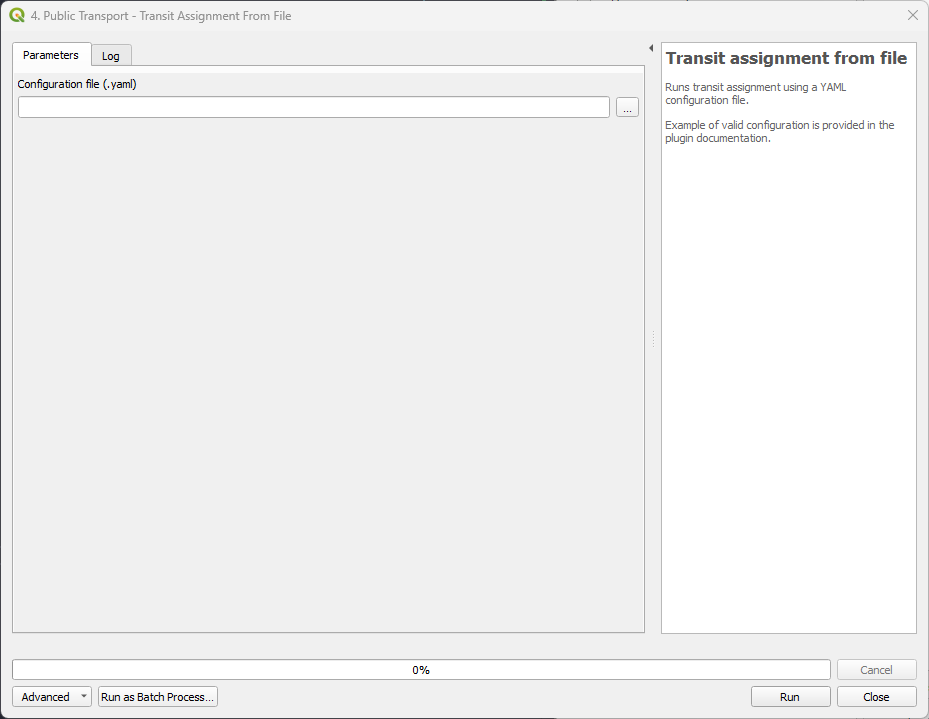 4. Public Transport - Transit Assignment From File
Parameters
Log
Configuration file (.yaml)
...
Transit assignment from file
Runs transit assignment using a YAML
configuration file.
Example of valid configuration is provided in the
plugin documentation.
0%
Cancel
Advanced
Run as Batch Process...
Run
Close